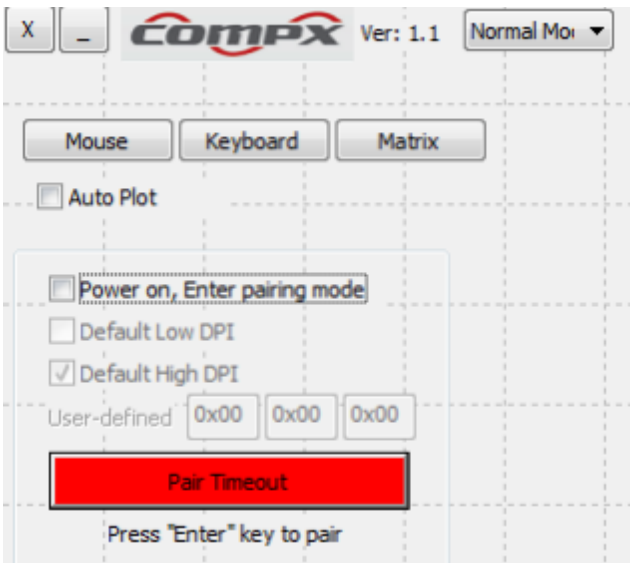 X _ compx Ver: 1.1 Normal Mo
Mouse Keyboard Matrix
Auto Plot
Power on, Enter pairing mode
Default Low DPI
Default High DPI
User-defined 0x00 0x00 0x00
Pair Timeout
Press "Enter" key to pair